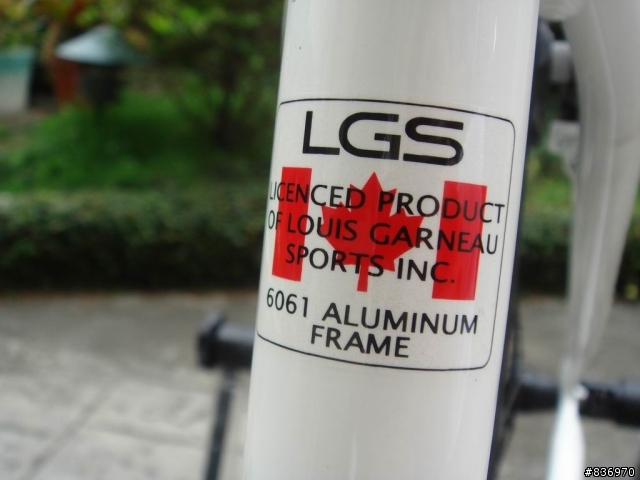 LGS
LICENCED PRODUCT
OF LOUIS GARNEAU
SPORTS INC.
6061 ALUMINUM
FRAME
#836970